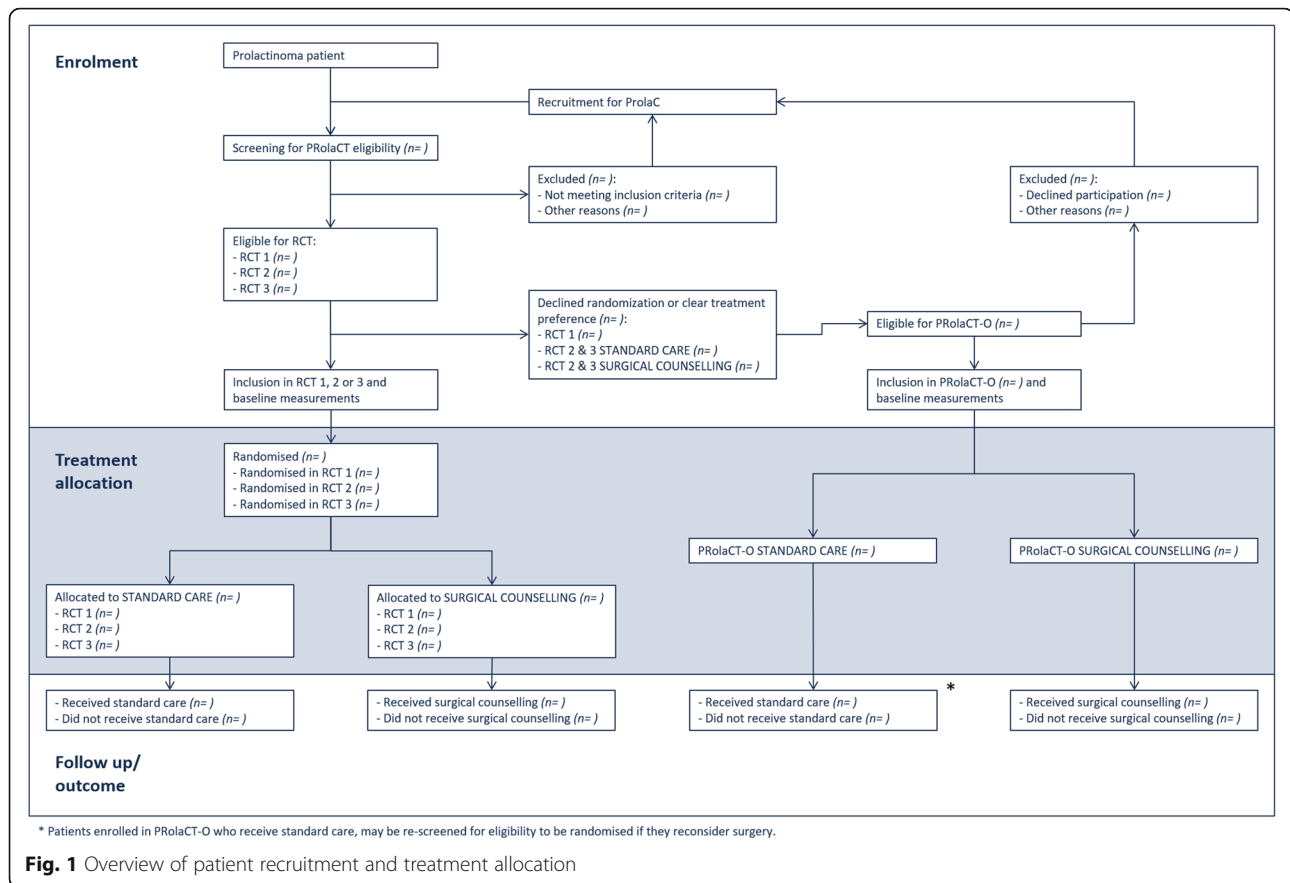 Enrolment
Prolactinoma patient
Recruitment for ProlaC
Screening for PRolaCT eligibility (n= )
Excluded (n= ):
- Not meeting inclusion criteria (n= )
- Other reasons (n= )
Excluded (n= ):
- Declined participation (n= )
- Other reasons (n= )
Eligible for RCT:
- RCT 1 (n= )
- RCT 2 (n= )
- RCT 3 (n= )
Declined randomization or clear treatment
preference (n= ):
- RCT 1 (n= )
- RCT 2 & 3 STANDARD CARE (n= )
- RCT 2 & 3 SURGICAL COUNSELLING (n= )
Eligible for PRolaCT-O (n= )
Inclusion in RCT 1, 2 or 3 and
baseline measurements
Inclusion in PRolaCT-O (n= ) and
baseline measurements
Treatment
allocation
Randomised (n= )
- Randomised in RCT 1 (n= )
- Randomised in RCT 2 (n= )
- Randomised in RCT 3 (n= )
PRolaCT-O STANDARD CARE (n= )
PRolaCT-O SURGICAL COUNSELLING (n= )
Allocated to STANDARD CARE (n= )
- RCT 1 (n= )
- RCT 2 (n= )
- RCT 3 (n= )
Allocated to SURGICAL COUNSELLING (n= )
- RCT 1 (n= )
- RCT 2 (n= )
- RCT 3 (n= )
- Received standard care (n= )
- Did not receive standard care (n= )
- Received surgical counselling (n= )
- Did not receive surgical counselling (n= )
- Received standard care (n= )
- Did not receive standard care (n= )
*
- Received surgical counselling (n= )
- Did not receive surgical counselling (n= )
Follow up/
outcome
* Patients enrolled in PRolaCT-O who receive standard care, may be re-screened for eligibility to be randomised if they reconsider surgery.
Fig. 1 Overview of patient recruitment and treatment allocation